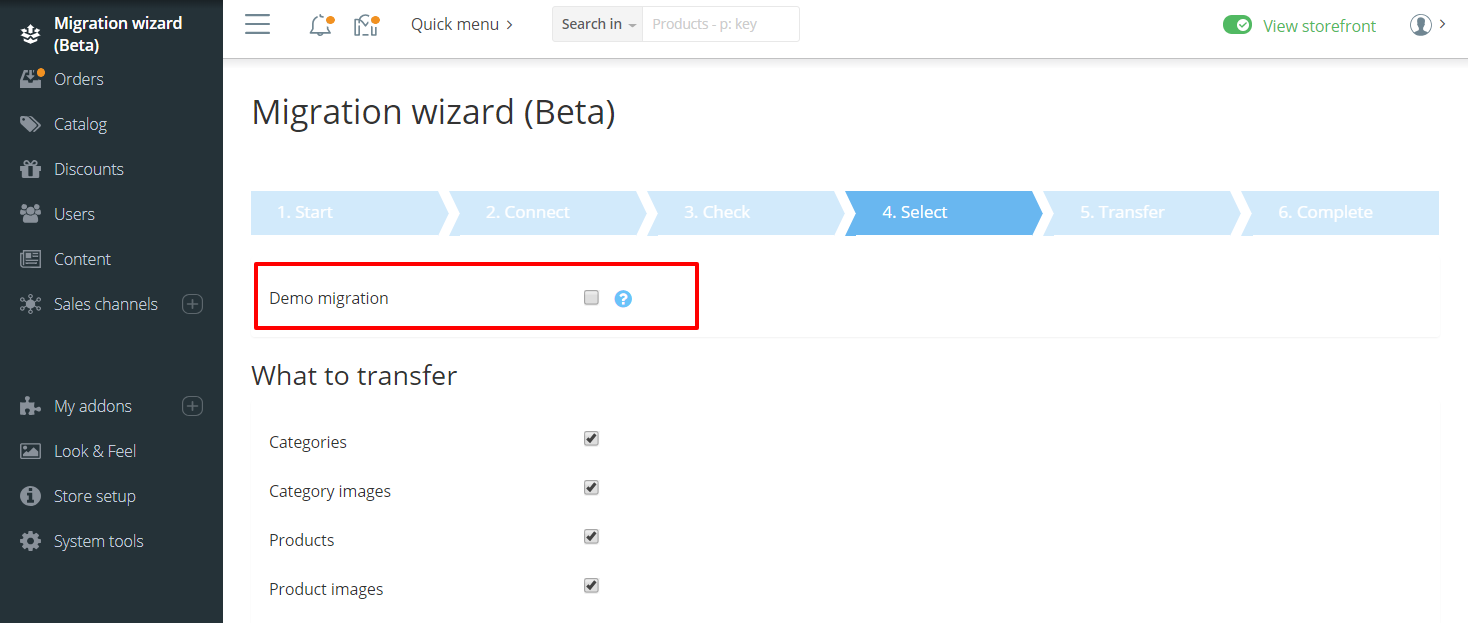 Migration wizard
(Beta)
Orders
Catalog
Discounts
Users
Content
Sales channels
My addons
Look & Feel
Store setup
System tools
Quick menu
Search in
Products - p: key
View storefront
Migration wizard (Beta)
1. Start
2. Connect
3. Check
4. Select
5. Transfer
6. Complete
Demo migration
?
What to transfer
Categories
Category images
Products
Product images